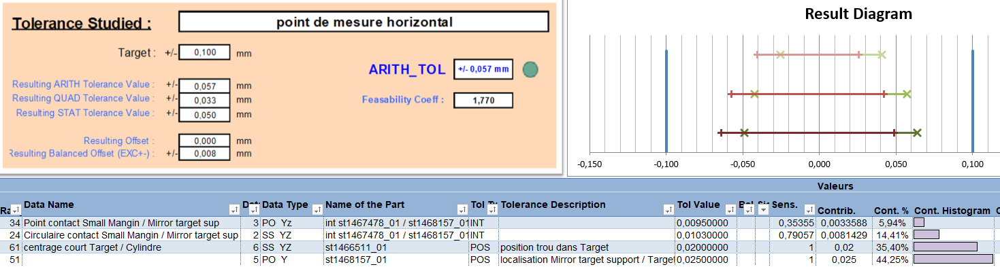 Tolerance Studied :
point de mesure horizontal
Target : +/- 0,100 mm
ARITH_TOL +/- 0,057 mm
Resulting ARITH Tolerance Value : +/- 0,057 mm
Resulting QUAD Tolerance Value : +/- 0,033 mm
Feasability Coeff : 1,770
Resulting STAT Tolerance Value : +/- 0,050 mm
Resulting Offset : 0,000 mm
Resulting Balanced Offset (EXC+-) : +/- 0,008 mm
Result Diagram
-0,150 -0,100 -0,050 0,000 0,050 0,100
Valeurs
Ra Data Name Data Type Name of the Part Tol Tolerance Description Tol Value Sens. Contrib. Cont. % Cont. Histogram
34 Point contact Small Mangin / Mirror target sup 3 PO Yz int st1467478_01 / st1468157_01 INT 0,00950000 0,35355 0,0033588 5,94%
24 Circulaire contact Small Mangin / Mirror target sup 2 SS YZ int st1467478_01 / st1468157_01 INT 0,01030000 0,79057 0,0081429 14,41%
61 centrage court Target / Cylindre 6 SS YZ st1466511_01 POS position trou dans Target 0,02000000 1 0,02 35,40%
51 5 PO Y st1468157_01 POS localisation Mirror target support / Target 0,02500000 1 0,025 44,25%